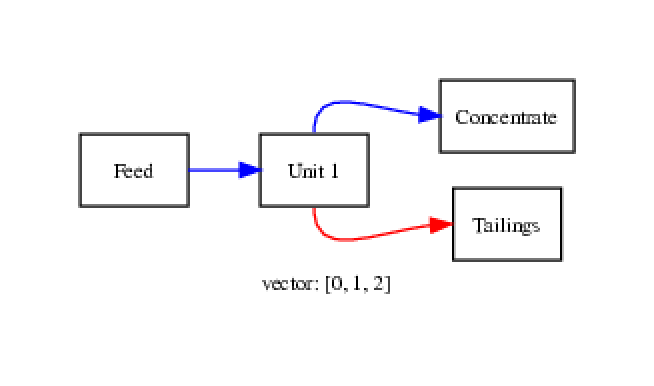 Feed
Unit 1
Concentrate
Tailings
vector: [0, 1, 2]